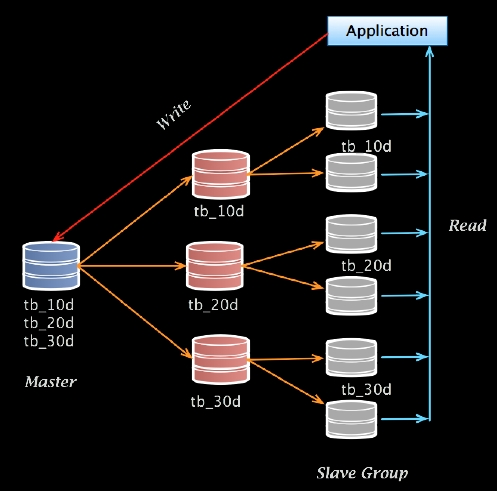 Application
Write
tb_10d
tb_10d
Read
tb_20d
tb_10d
tb_20d
tb_30d
tb_20d
tb_30d
tb_30d
Master
Slave Group